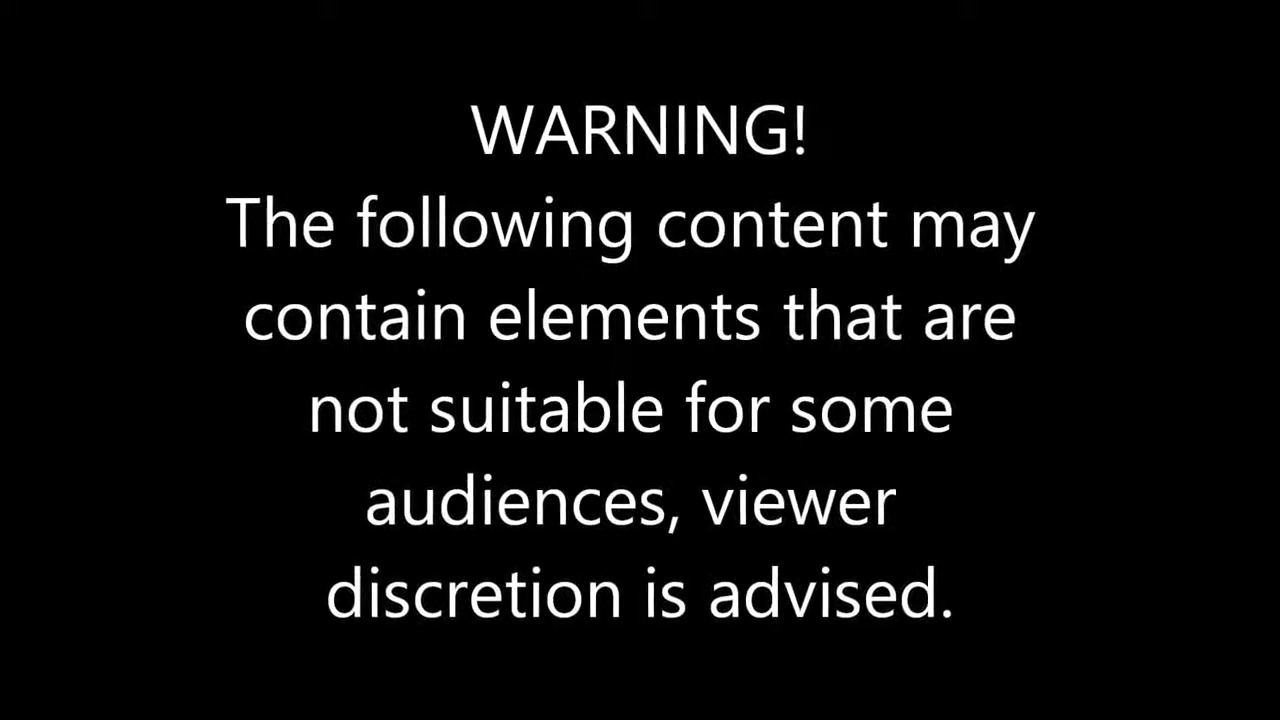 WARNING!
The following content may
contain elements that are
not suitable for some
audiences, viewer
discretion is advised.